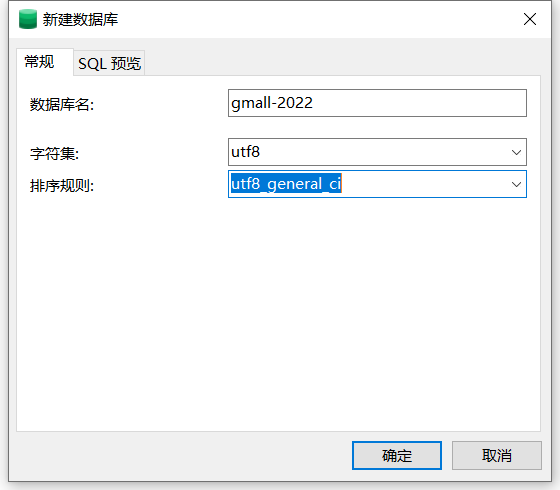 新建数据库
常规
SQL 预览
数据库名: gmall-2022
字符集: utf8
排序规则: utf8_general_ci
确定 取消